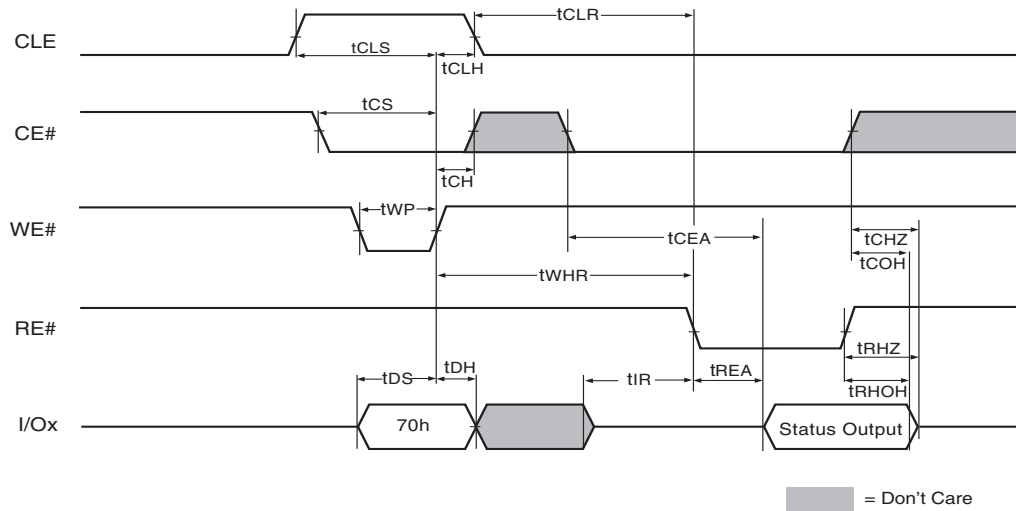 tCLR
CLE
tCLS
tCLH
tCS
CE#
tCH
tWP
WE#
tCEA
tCHZ
tCOH
tWHR
RE#
tRHZ
tDS
tDH
tIR
tREA
tRHOH
I/Ox
70h
Status Output
= Don't Care